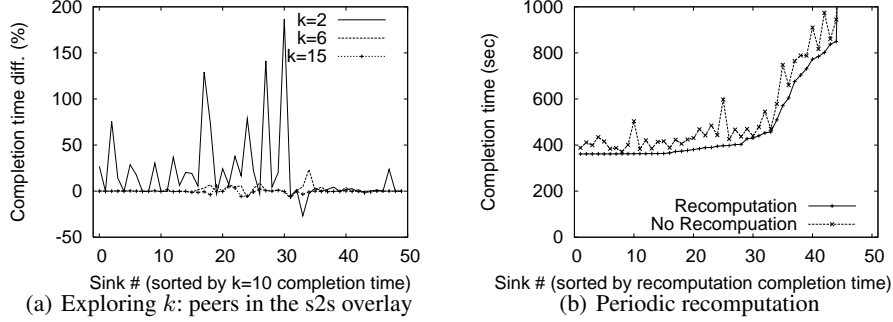 Completion time diff. (%)
200
150
100
50
0
-50
0 10 20 30 40 50
k=2
k=6
k=15
Sink # (sorted by k=10 completion time)
(a) Exploring k: peers in the s2s overlay
Completion time (sec)
1000
800
600
400
200
0
0 10 20 30 40 50
Recomputation
No Recompuation
Sink # (sorted by recomputation completion time)
(b) Periodic recomputation